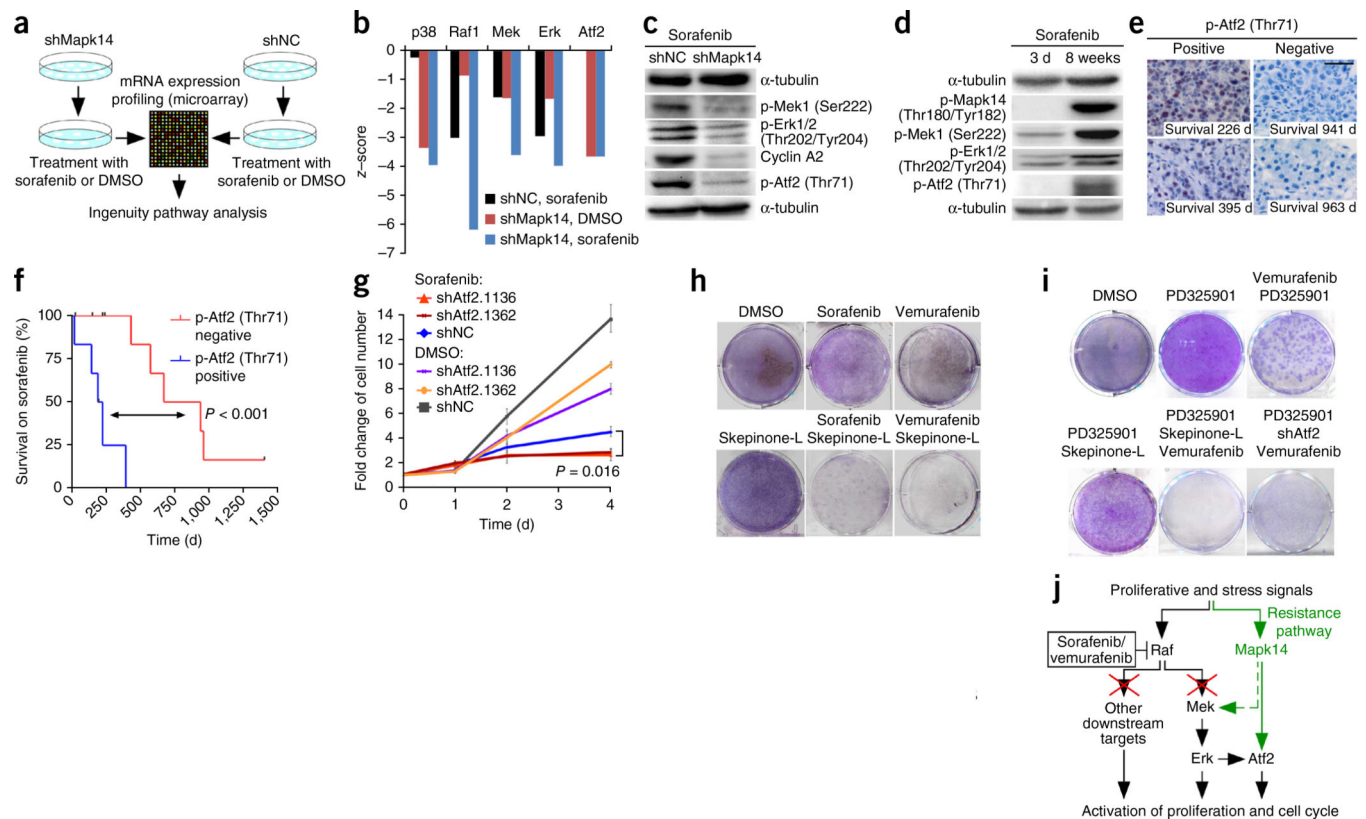 a
shMapk14
shNC
mRNA expression
profiling (microarray)
Treatment with
sorafenib or DMSO
Treatment with
sorafenib or DMSO
Ingenuity pathway analysis
b
p38 Raf1 Mek Erk Atf2
0
–1
–2
–3
–4
–5
–6
–7
z-score
shNC, sorafenib
shMapk14, DMSO
shMapk14, sorafenib
c
Sorafenib
shNC shMapk14
α-tubulin
p-Mek1 (Ser222)
p-Erk1/2
(Thr202/Tyr204)
Cyclin A2
p-Atf2 (Thr71)
α-tubulin
d
Sorafenib
3 d 8 weeks
α-tubulin
p-Mapk14
(Thr180/Tyr182)
p-Mek1 (Ser222)
p-Erk1/2
(Thr202/Tyr204)
p-Atf2 (Thr71)
α-tubulin
e
p-Atf2 (Thr71)
Positive Negative
Survival 226 d Survival 941 d
Survival 395 d Survival 963 d
f
Survival on sorafenib (%)
100
75
50
25
0
p-Atf2 (Thr71)
negative
p-Atf2 (Thr71)
positive
P < 0.001
0 250 500 750 1,000 1,250 1,500
Time (d)
g
Sorafenib:
shAtf2.1136
shAtf2.1362
shNC
DMSO:
shAtf2.1136
shAtf2.1362
shNC
Fold change of cell number
14
12
10
8
6
4
2
0
P = 0.016
0 1 2 3 4
Time (d)
h
DMSO Sorafenib Vemurafenib
Skepinone-L
Sorafenib
Skepinone-L
Vemurafenib
Skepinone-L
i
DMSO PD325901
Vemurafenib
PD325901
PD325901
Skepinone-L
PD325901
Skepinone-L
Vemurafenib
PD325901
shAtf2
Vemurafenib
j
Proliferative and stress signals
Resistance
pathway
Sorafenib/
vemurafenib
Raf
Mapk14
Other
downstream
targets
Mek
Erk
Atf2
Activation of proliferation and cell cycle